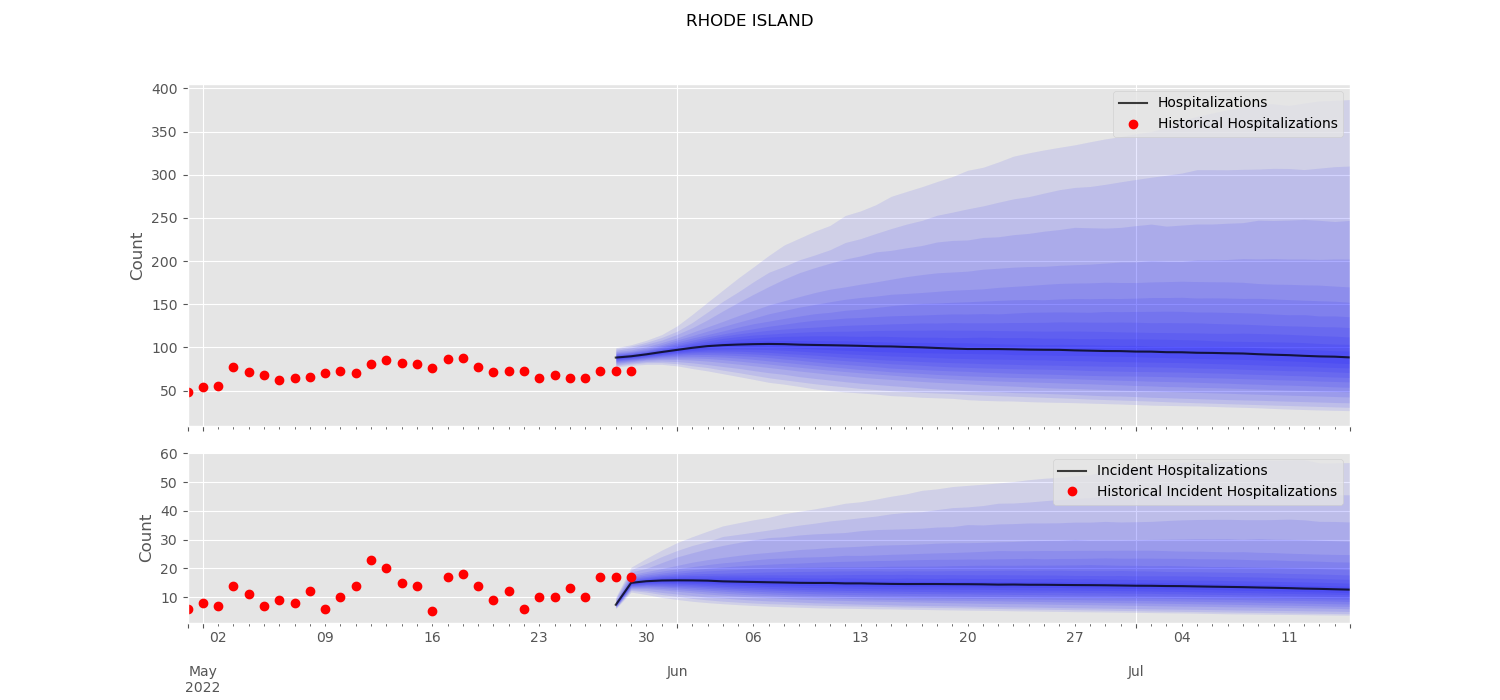 RHODE ISLAND
400
350
300
250
200
150
100
50
Count
Hospitalizations
Historical Hospitalizations
60
50
40
30
20
10
Count
Incident Hospitalizations
Historical Incident Hospitalizations
02 09 16 23 30 06 13 20 27 04 11
May Jun Jul
2022